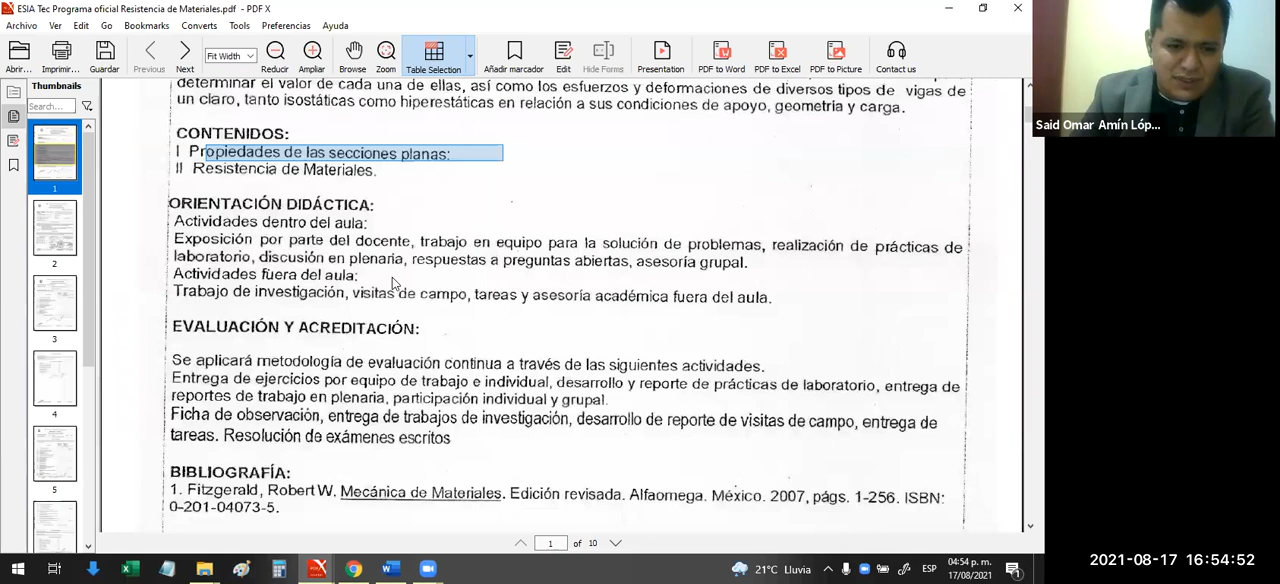 ESIA Tec Programa oficial Resistencia de Materiales.pdf - PDF X
Archivo Ver Edit Go Bookmarks Converts Tools Preferencias Ayuda
Abrir... Imprimir... Guardar Previous Next Fit Width Reducir Ampliar Browse Zoom Table Selection Añadir marcador Edit Hide Forms Presentation PDF to Word PDF to Excel PDF to Picture Contact us
Thumbnails
Search...
1
2
3
4
5
determinar el valor de cada una de ellas, así como los esfuerzos y deformaciones de diversos tipos de vigas de
un claro, tanto isostáticas como hiperestáticas en relación a sus condiciones de apoyo, geometría y carga.
CONTENIDOS:
I Propiedades de las secciones planas:
II Resistencia de Materiales.
ORIENTACIÓN DIDÁCTICA:
Actividades dentro del aula:
Exposición por parte del docente, trabajo en equipo para la solución de problemas, realización de prácticas de
laboratorio, discusión en plenaria, respuestas a preguntas abiertas, asesoría grupal.
Actividades fuera del aula:
Trabajo de investigación, visitas de campo, tareas y asesoría académica fuera del aula.
EVALUACIÓN Y ACREDITACIÓN:
Se aplicará metodología de evaluación continua a través de las siguientes actividades.
Entrega de ejercicios por equipo de trabajo e individual, desarrollo y reporte de prácticas de laboratorio, entrega de
reportes de trabajo en plenaria, participación individual y grupal.
Ficha de observación, entrega de trabajos de investigación, desarrollo de reporte de visitas de campo, entrega de
tareas. Resolución de exámenes escritos
BIBLIOGRAFÍA:
1. Fitzgerald, Robert W. Mecánica de Materiales. Edición revisada. Alfaomega. México. 2007, págs. 1-256. ISBN:
0-201-04073-5.
1 of 10
Said Omar Amín Lóp...
21°C Lluvia
ESP
04:54 p. m.
17/08/2021
1
2021-08-17 16:54:52